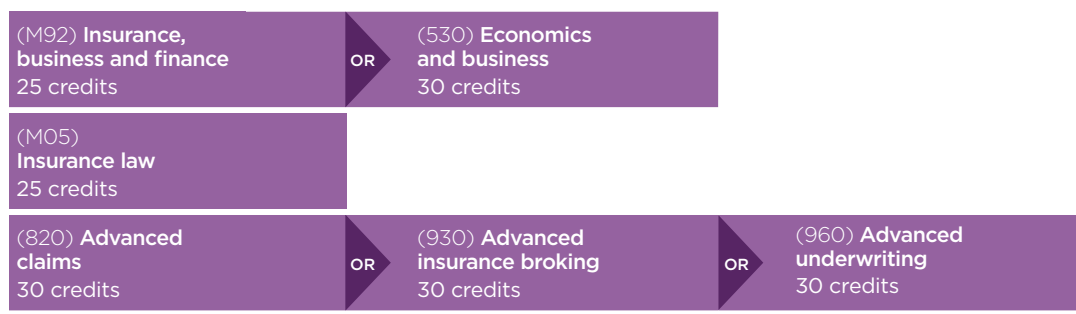 (M92) Insurance,
business and finance
25 credits
OR
(530) Economics
and business
30 credits
(M05)
Insurance law
25 credits
(820) Advanced
claims
30 credits
OR
(930) Advanced
insurance broking
30 credits
OR
(960) Advanced
underwriting
30 credits